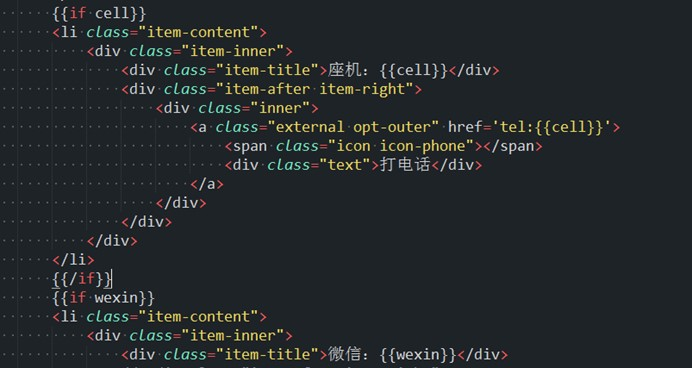 {{if cell}}
<li class="item-content">
<div class="item-inner">
<div class="item-title">座机：{{cell}}</div>
<div class="item-after item-right">
<div class="inner">
<a class="external opt-outer" href='tel:{{cell}}'>
<span class="icon icon-phone"></span>
<div class="text">打电话</div>
</a>
</div>
</div>
</div>
</li>
{{/if}}
{{if wexin}}
<li class="item-content">
<div class="item-inner">
<div class="item-title">微信：{{wexin}}</div>